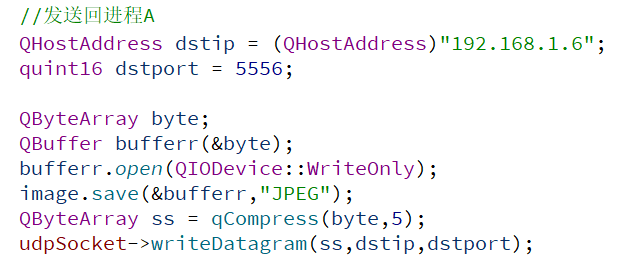 //发送回进程A
QHostAddress dstip = (QHostAddress)"192.168.1.6";
quint16 dstport = 5556;
QByteArray byte;
QBuffer bufferr(&byte);
bufferr.open(QIODevice::WriteOnly);
image.save(&bufferr,"JPEG");
QByteArray ss = qCompress(byte,5);
udpSocket->writeDatagram(ss,dstip,dstport);